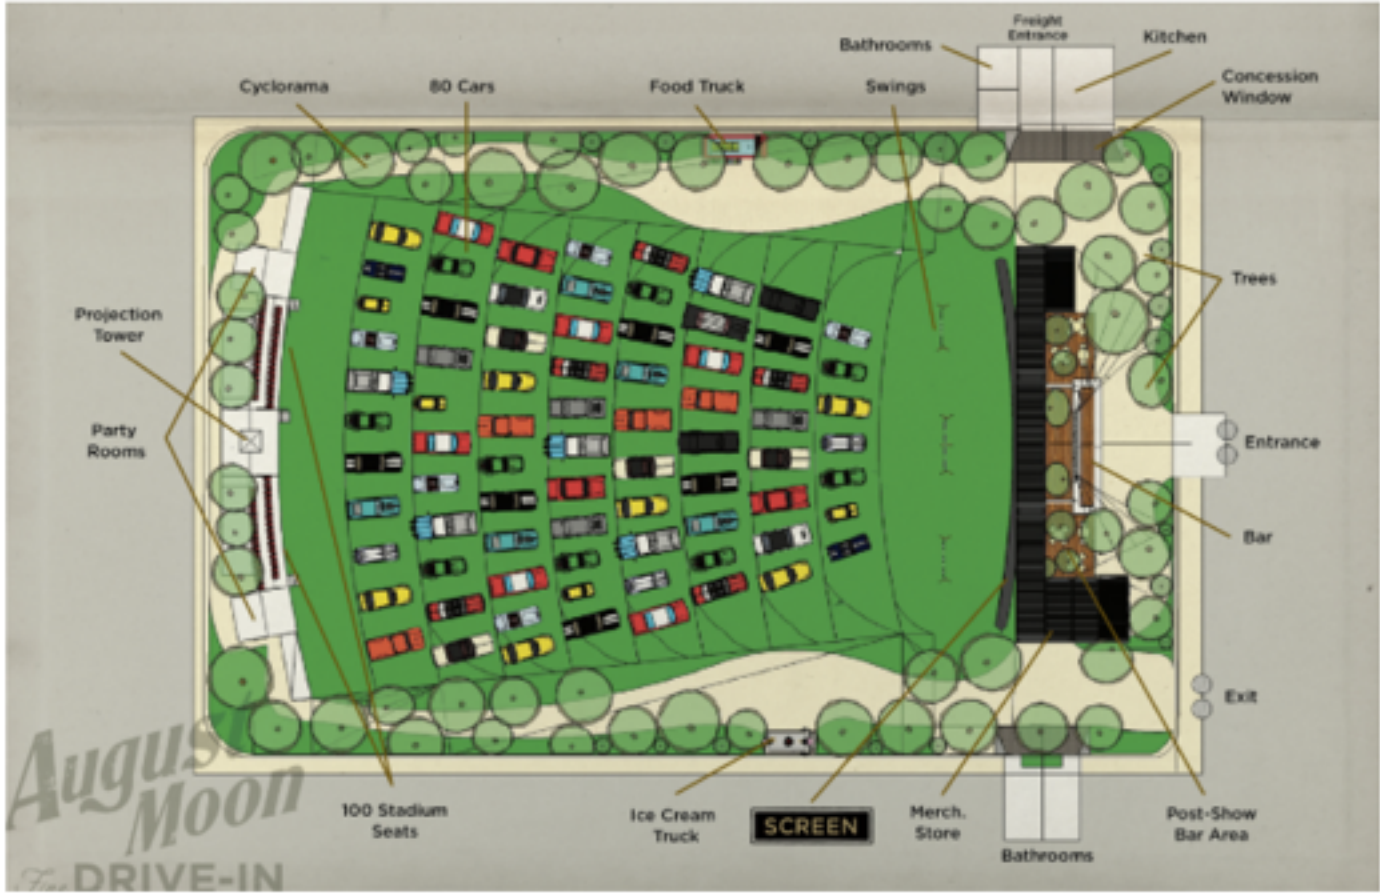 Freight
Entrance
Bathrooms
Kitchen
Cyclorama
80 Cars
Food Truck
Swings
Concession
Window
Trees
Projection
Tower
Party
Rooms
Entrance
Bar
Exit
August
Moon
DRIVE-IN
100 Stadium
Seats
Ice Cream
Truck
SCREEN
Merch.
Store
Post-Show
Bar Area
Bathrooms